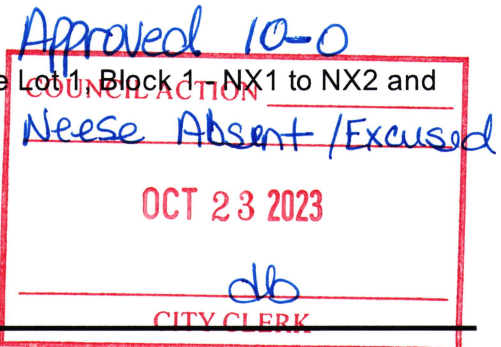 Approved 10-0
e Lot 1, Block 1 - NX1 to NX2 and
COUNCIL ACTION
Neese Absent / Excused
OCT 23 2023
db
CITY CLERK